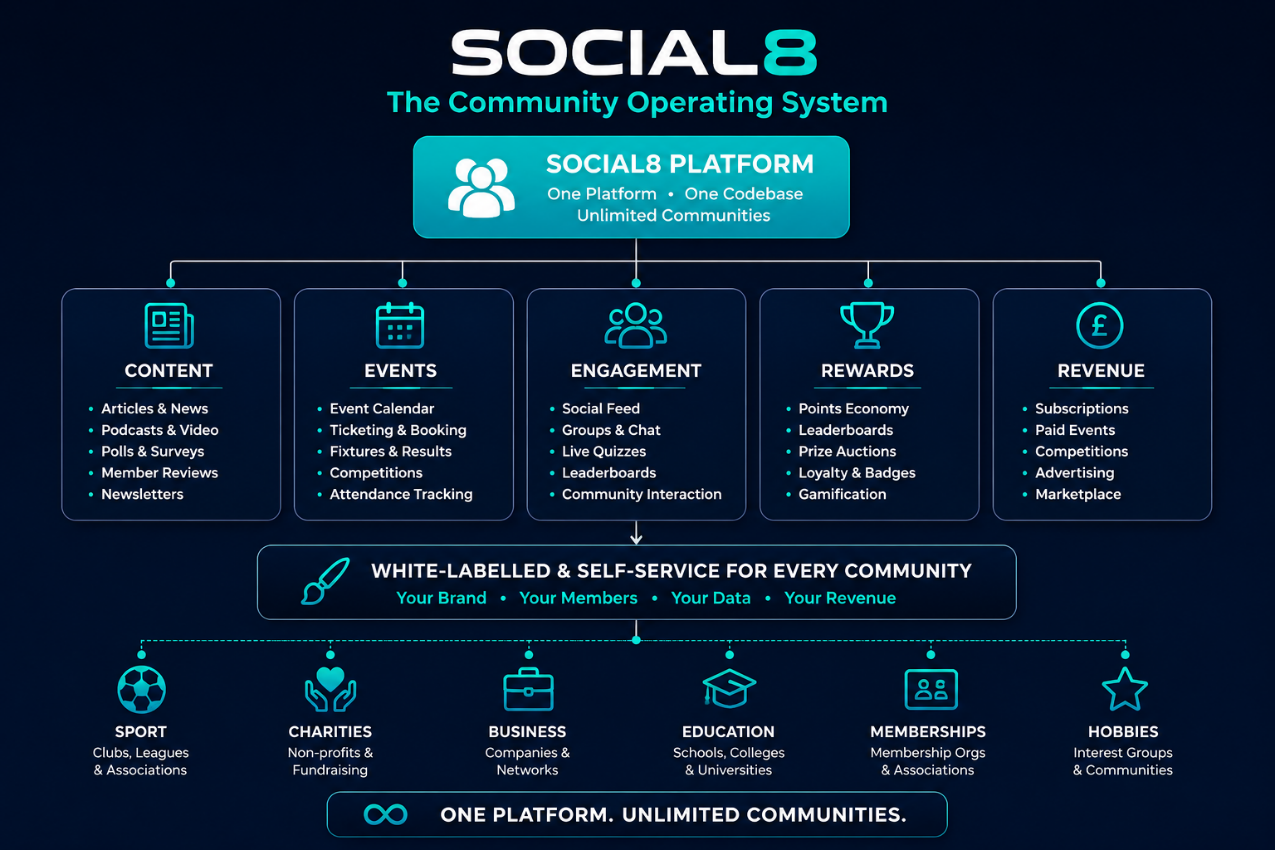 SOCIAL8
The Community Operating System
SOCIAL8 PLATFORM
One Platform • One Codebase
Unlimited Communities
CONTENT
• Articles & News
• Podcasts & Video
• Polls & Surveys
• Member Reviews
• Newsletters
EVENTS
• Event Calendar
• Ticketing & Booking
• Fixtures & Results
• Competitions
• Attendance Tracking
ENGAGEMENT
• Social Feed
• Groups & Chat
• Live Quizzes
• Leaderboards
• Community Interaction
REWARDS
• Points Economy
• Leaderboards
• Prize Auctions
• Loyalty & Badges
• Gamification
£
REVENUE
• Subscriptions
• Paid Events
• Competitions
• Advertising
• Marketplace
WHITE-LABELLED & SELF-SERVICE FOR EVERY COMMUNITY
Your Brand • Your Members • Your Data • Your Revenue
SPORT
Clubs, Leagues
& Associations
CHARITIES
Non-profits &
Fundraising
BUSINESS
Companies &
Networks
EDUCATION
Schools, Colleges
& Universities
MEMBERSHIPS
Membership Orgs
& Associations
HOBBIES
Interest Groups
& Communities
ONE PLATFORM. UNLIMITED COMMUNITIES.